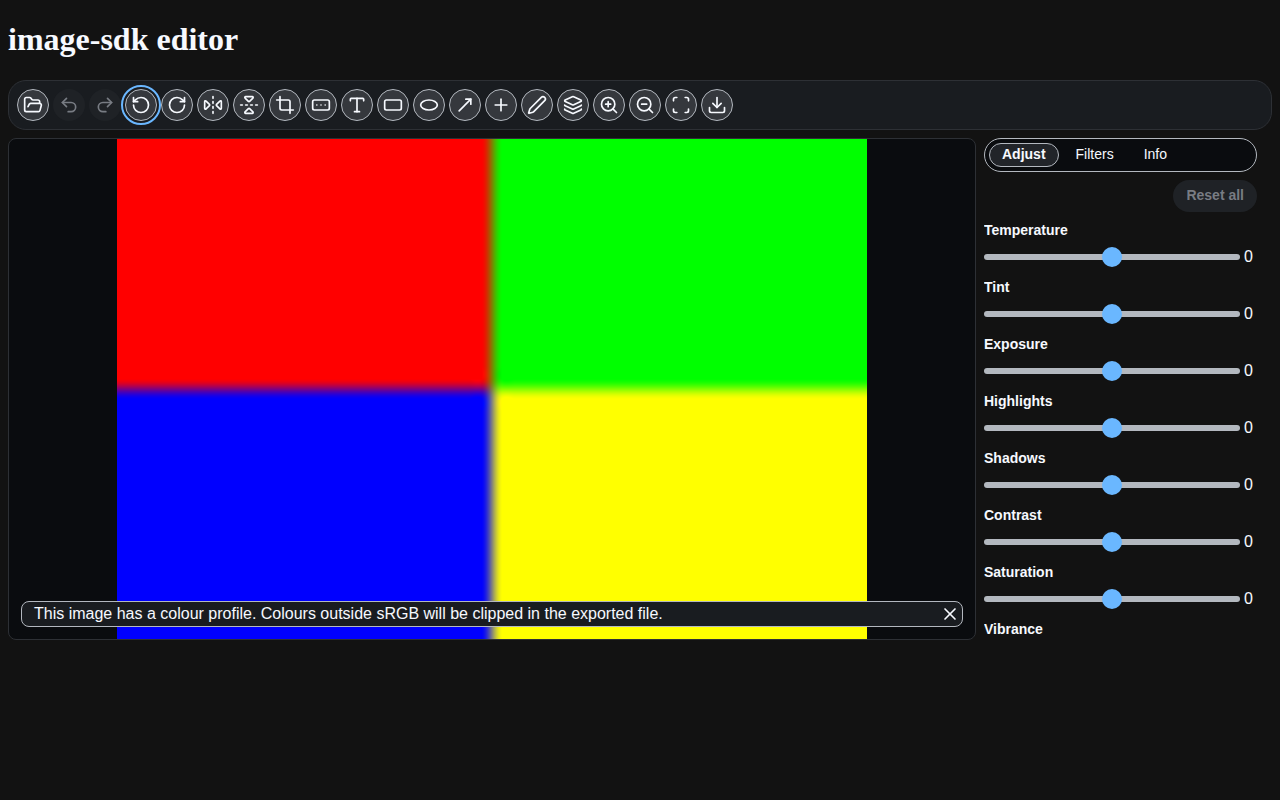 image-sdk editor
Adjust Filters Info
Reset all
Temperature
0
Tint
0
Exposure
0
Highlights
0
Shadows
0
Contrast
0
Saturation
0
Vibrance
This image has a colour profile. Colours outside sRGB will be clipped in the exported file.